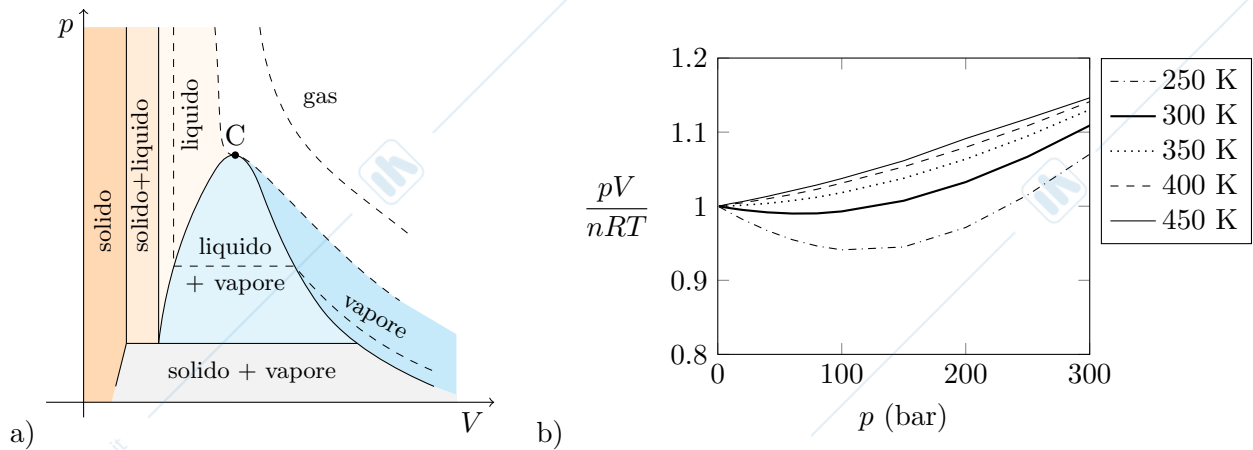 p
solido
solido+liquido
liquido
C
gas
liquido
+ vapore
vapore
solido + vapore
V
a)
1.2
1.1
1
0.9
0.8
pV
nRT
0
100
200
300
p (bar)
b)
250 K
300 K
350 K
400 K
450 K